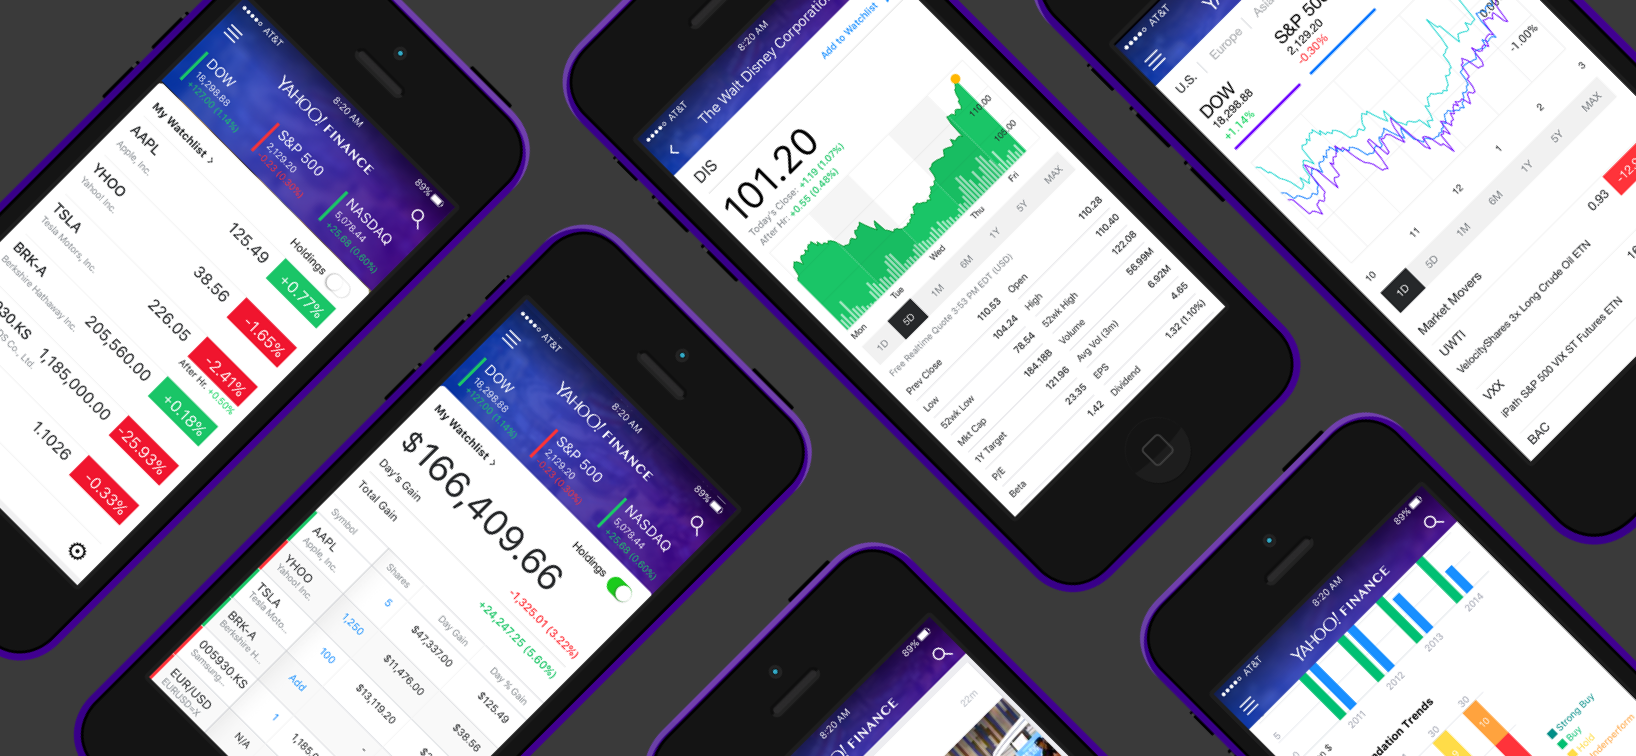 AT&T
8:20 AM
89%
YAHOO! FINANCE
DOW
18,298.88
+127.00 (1.14%)
S&P 500
2,129.20
-0.23 (0.30%)
NASDAQ
5,078.44
+25.68 (0.60%)
My Watchlist >
Holdings
AAPL
Apple, Inc.
125.49
+0.77%
YHOO
Yahoo! Inc.
38.56
-1.65%
TSLA
Tesla Motors, Inc.
226.05
-2.41%
After Hr. +0.50%
BRK-A
Berkshire Hathaway Inc.
205,560.00
+0.18%
930.KS
OS Co., Ltd.
1,185,000.00
-25.93%
1.1026
-0.33%
AT&T
8:20 AM
89%
YAHOO! FINANCE
DOW
18,298.88
+127.00 (1.14%)
S&P 500
2,129.20
-0.23 (0.30%)
NASDAQ
5,078.44
+25.68 (0.60%)
My Watchlist >
Holdings
$166,409.66
Day's Gain
-1,325.01 (3.22%)
Total Gain
+24,247.25 (5.60%)
Symbol
Shares
Day Gain
Day % Gain
AAPL
Apple, Inc.
5
$47,337.00
$125.49
YHOO
Yahoo! Inc.
1,250
$11,476.00
$38.56
TSLA
Tesla Moto...
100
$13,119.20
BRK-A
Berkshire H...
Add
-
005930.KS
Samsung...
1
1,185,0
EUR/USD
EURUSD=X
N/A
AT&T
8:20 AM
The Walt Disney Corporation
DIS
Add to Watchlist
101.20
Today's Close: +1.19 (1.07%)
After Hr: +0.55 (0.48%)
110.00
105.00
Mon
Tue
Wed
Thu
Fri
1D
5D
1M
6M
1Y
5Y
MAX
Free Realtime Quote 3:53 PM EDT (USD)
Prev Close
110.53
Open
110.28
Low
104.24
High
110.40
52wk Low
78.54
52wk High
122.08
Mkt Cap
184.18B
Volume
56.99M
1Y Target
121.96
Avg Vol (3m)
6.92M
P/E
23.35
EPS
4.65
Beta
1.42
Dividend
1.32 (1.10%)
8:20 AM
89%
FINANCE
22m
AT&T
U.S.
Europe
DOW
18,298.88
+1.14%
S&P 500
2,129.20
-0.30%
-1.00%
10
11
12
1
2
3
1D
5D
1M
6M
1Y
5Y
MAX
Market Movers
UWTI
VelocityShares 3x Long Crude Oil ETN
0.93
VXX
iPath S&P 500 VIX ST Futures ETN
BAC
AT&T
8:20 AM
89%
YAHOO! FINANCE
5
2011
2012
2013
2014
30
30
10
Strong Buy
Buy
Hold